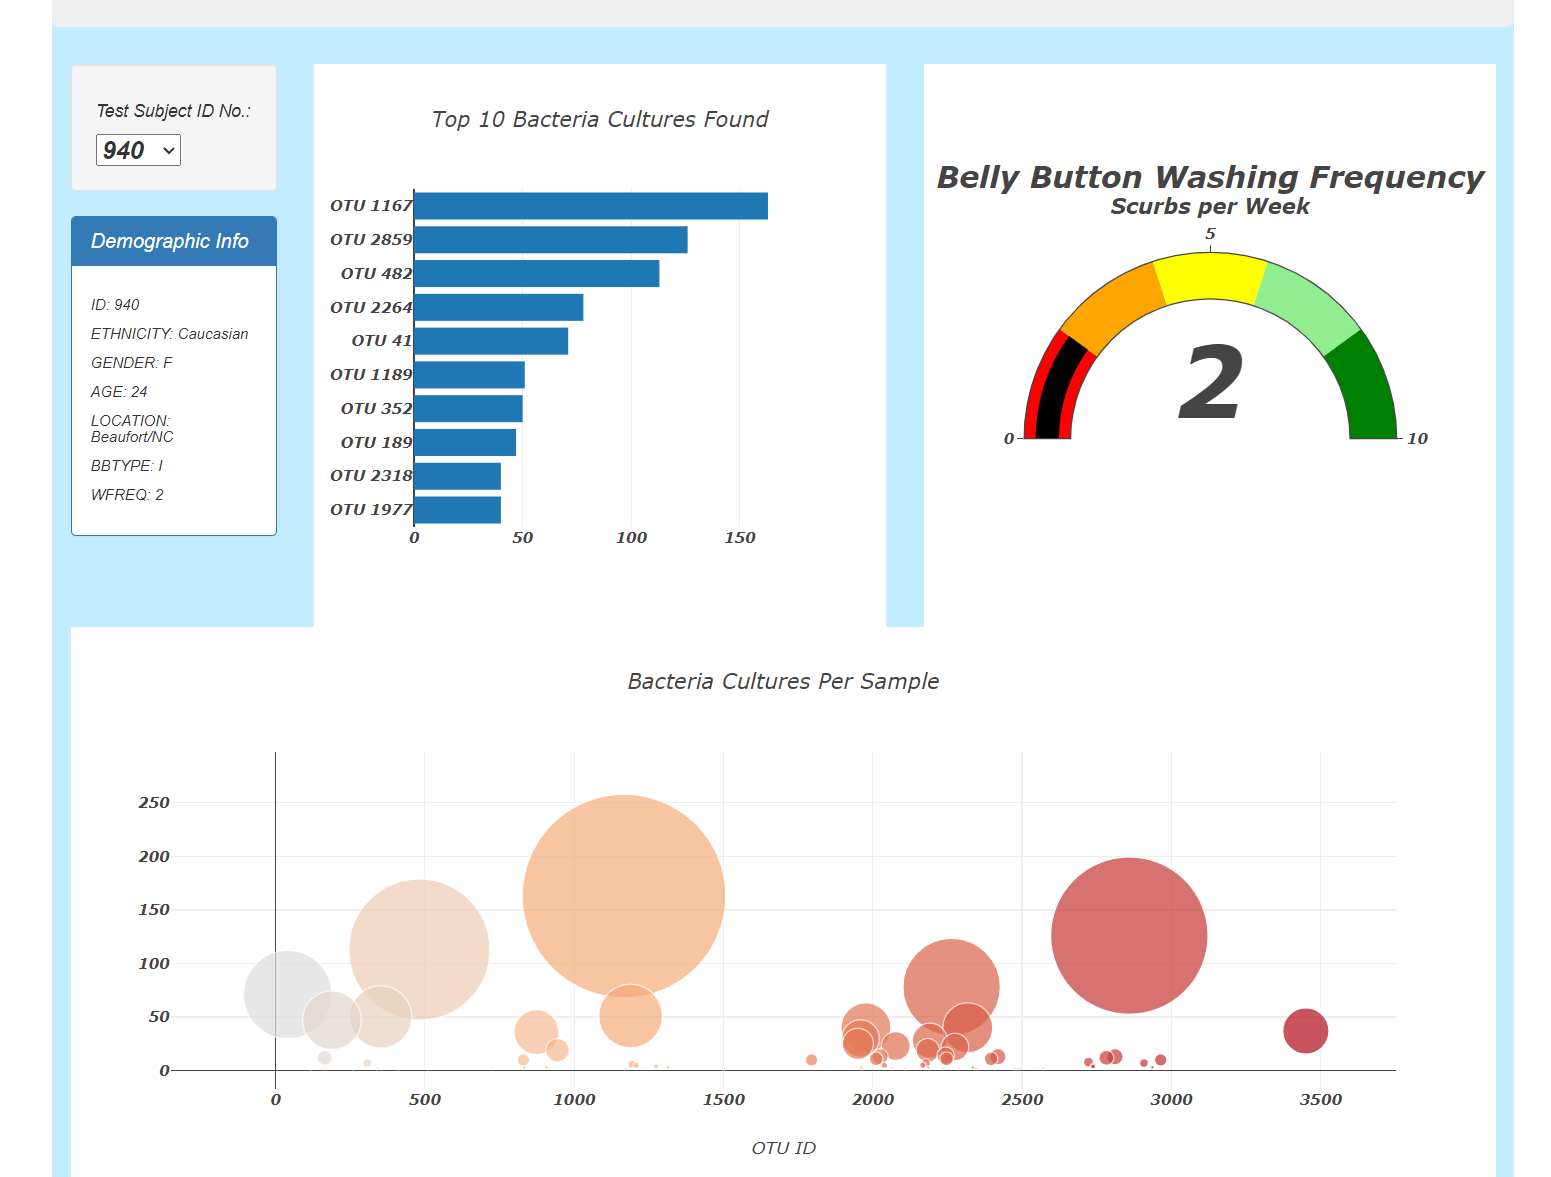 Test Subject ID No.:
940
Demographic Info
ID: 940
ETHNICITY: Caucasian
GENDER: F
AGE: 24
LOCATION:
Beaufort/NC
BBTYPE: I
WFREQ: 2
Top 10 Bacteria Cultures Found
OTU 1167
OTU 2859
OTU 482
OTU 2264
OTU 41
OTU 1189
OTU 352
OTU 189
OTU 2318
OTU 1977
0 50 100 150
Belly Button Washing Frequency
Scurbs per Week
5
2
0 10
Bacteria Cultures Per Sample
250
200
150
100
50
0
0 500 1000 1500 2000 2500 3000 3500
OTU ID